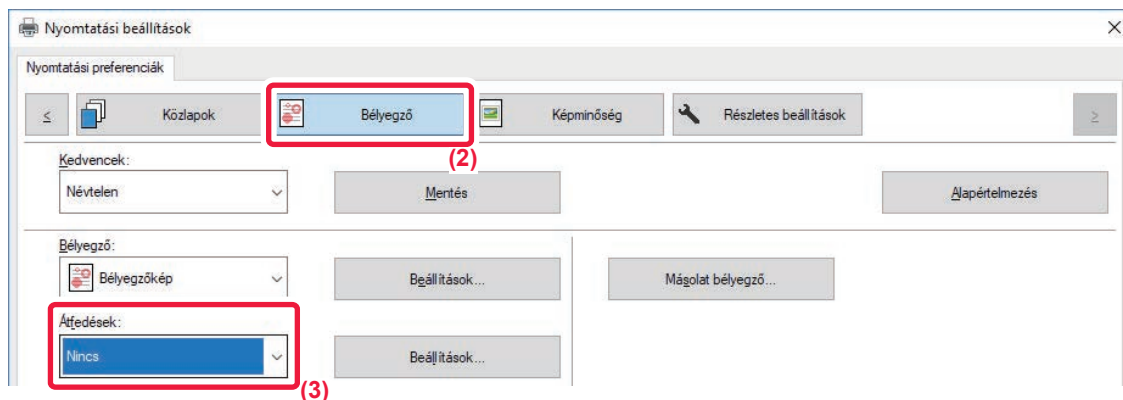 Nyomtatási beállítások
Nyomtatási preferenciák
< Közlapok Bélyegző Képminőség Részletes beállítások >
(2)
Kedvencek:
Névtelen Mentés Alapértelmezés
Bélyegző:
Bélyegzőkép Beállítások... Másolat bélyegző...
Átfedések:
Nincs Beállítások...
(3)